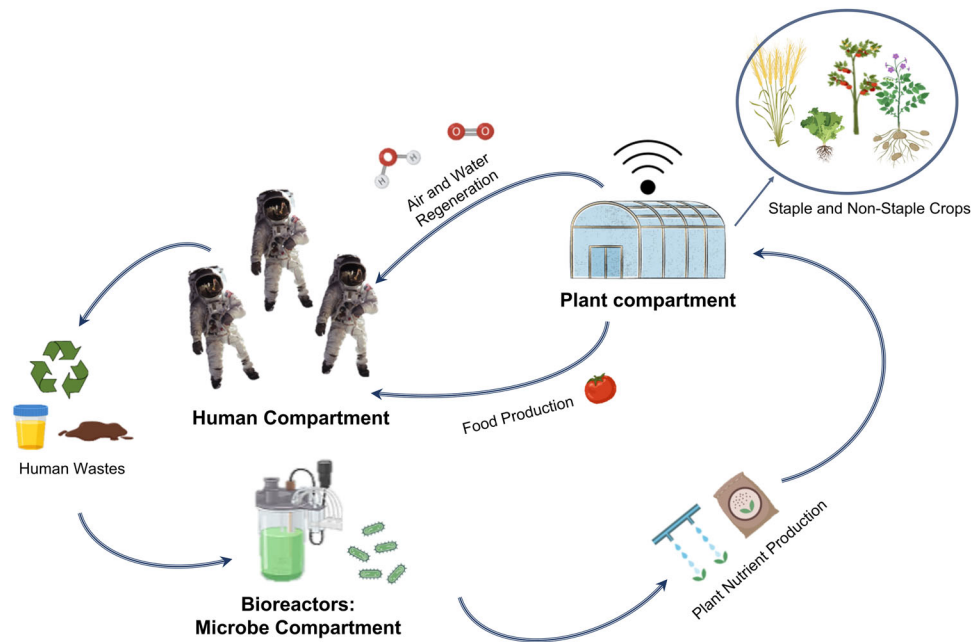 O O
H
H
Air and Water
Regeneration
Staple and Non-Staple Crops
Plant compartment
Human Compartment
Food Production
Human Wastes
Plant Nutrient Production
Bioreactors:
Microbe Compartment